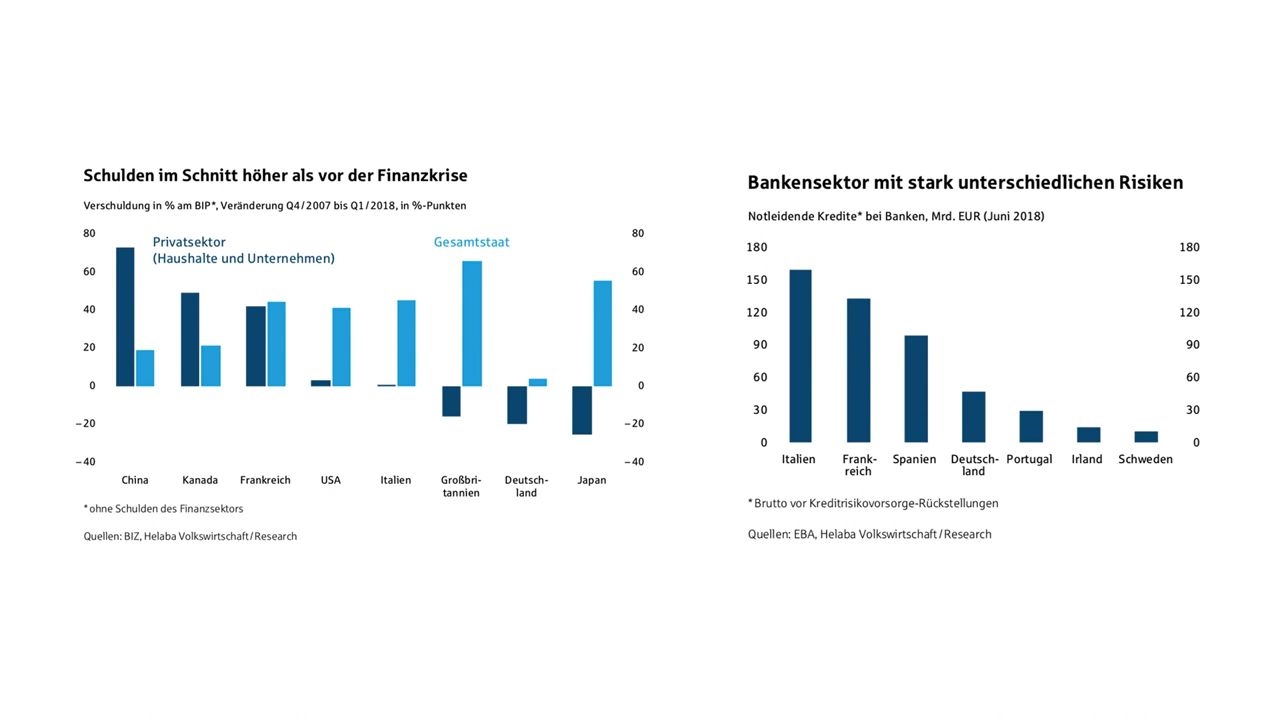 Schulden im Schnitt höher als vor der Finanzkrise
Verschuldung in % am BIP*, Veränderung Q4/2007 bis Q1/2018, in %-Punkten
80
60
40
20
0
–20
–40
Privatsektor
(Haushalte und Unternehmen)
Gesamtstaat
80
60
40
20
0
–20
–40
China
Kanada
Frankreich
USA
Italien
Großbri-
tannien
Deutsch-
land
Japan
*ohne Schulden des Finanzsektors
Quellen: BIZ, Helaba Volkswirtschaft/Research
Bankensektor mit stark unterschiedlichen Risiken
Notleidende Kredite* bei Banken, Mrd. EUR (Juni 2018)
180
150
120
90
60
30
0
180
150
120
90
60
30
0
Italien
Frank-
reich
Spanien
Deutsch-
land
Portugal
Irland
Schweden
*Brutto vor Kreditrisikovorsorge-Rückstellungen
Quellen: EBA, Helaba Volkswirtschaft/Research